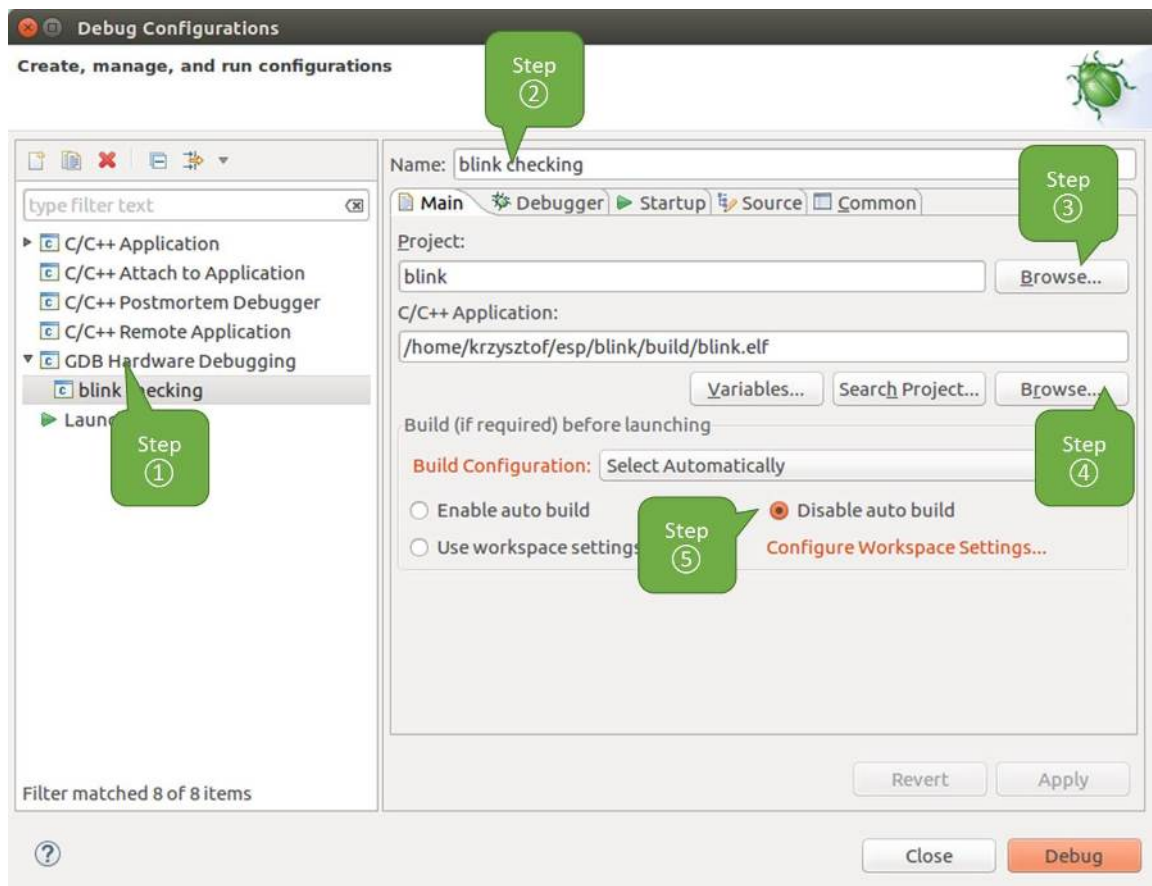 Debug Configurations
Create, manage, and run configurations
Step
②
Name: blink checking
Step
③
type filter text
Main Debugger Startup Source Common
C/C++ Application
C/C++ Attach to Application
C/C++ Postmortem Debugger
C/C++ Remote Application
GDB Hardware Debugging
blink checking
Step
①
Project:
blink
Browse...
C/C++ Application:
/home/krzysztof/esp/blink/build/blink.elf
Variables... Search Project... Browse...
Step
④
Build (if required) before launching
Build Configuration: Select Automatically
Enable auto build
Disable auto build
Step
⑤
Use workspace settings
Configure Workspace Settings...
Filter matched 8 of 8 items
Revert Apply
Close Debug